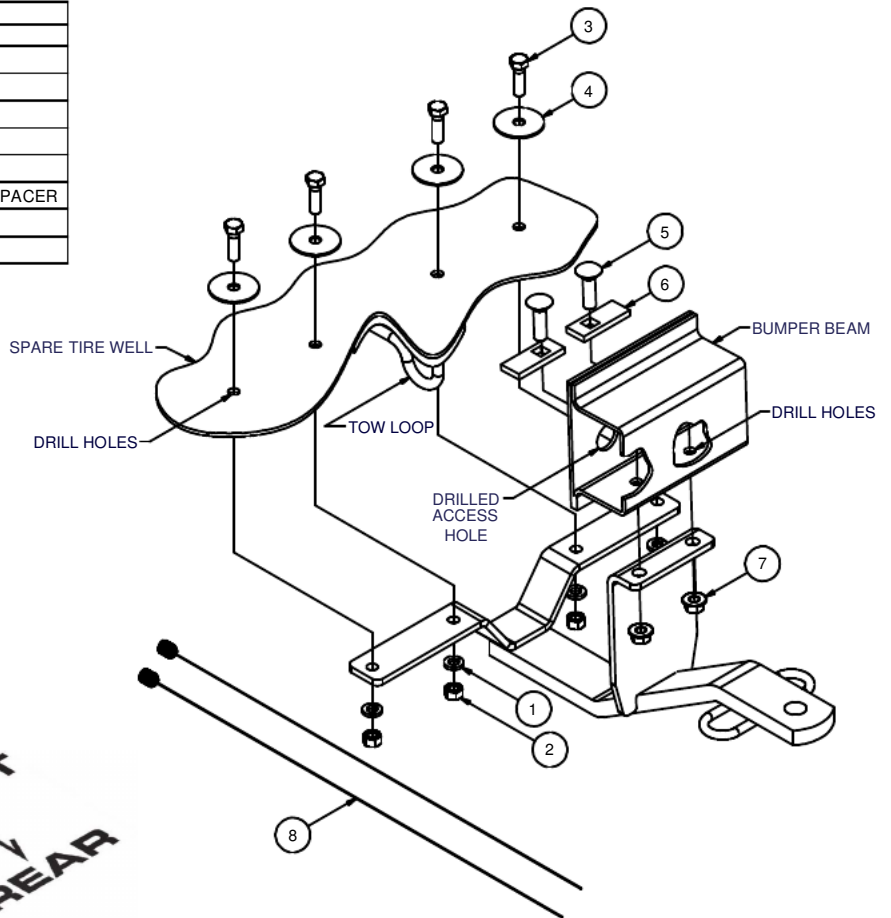 3
4
PACER
5
6
SPARE TIRE WELL
BUMPER BEAM
DRILL HOLES
TOW LOOP
DRILL HOLES
DRILLED
ACCESS
HOLE
7
1
2
8
REAR